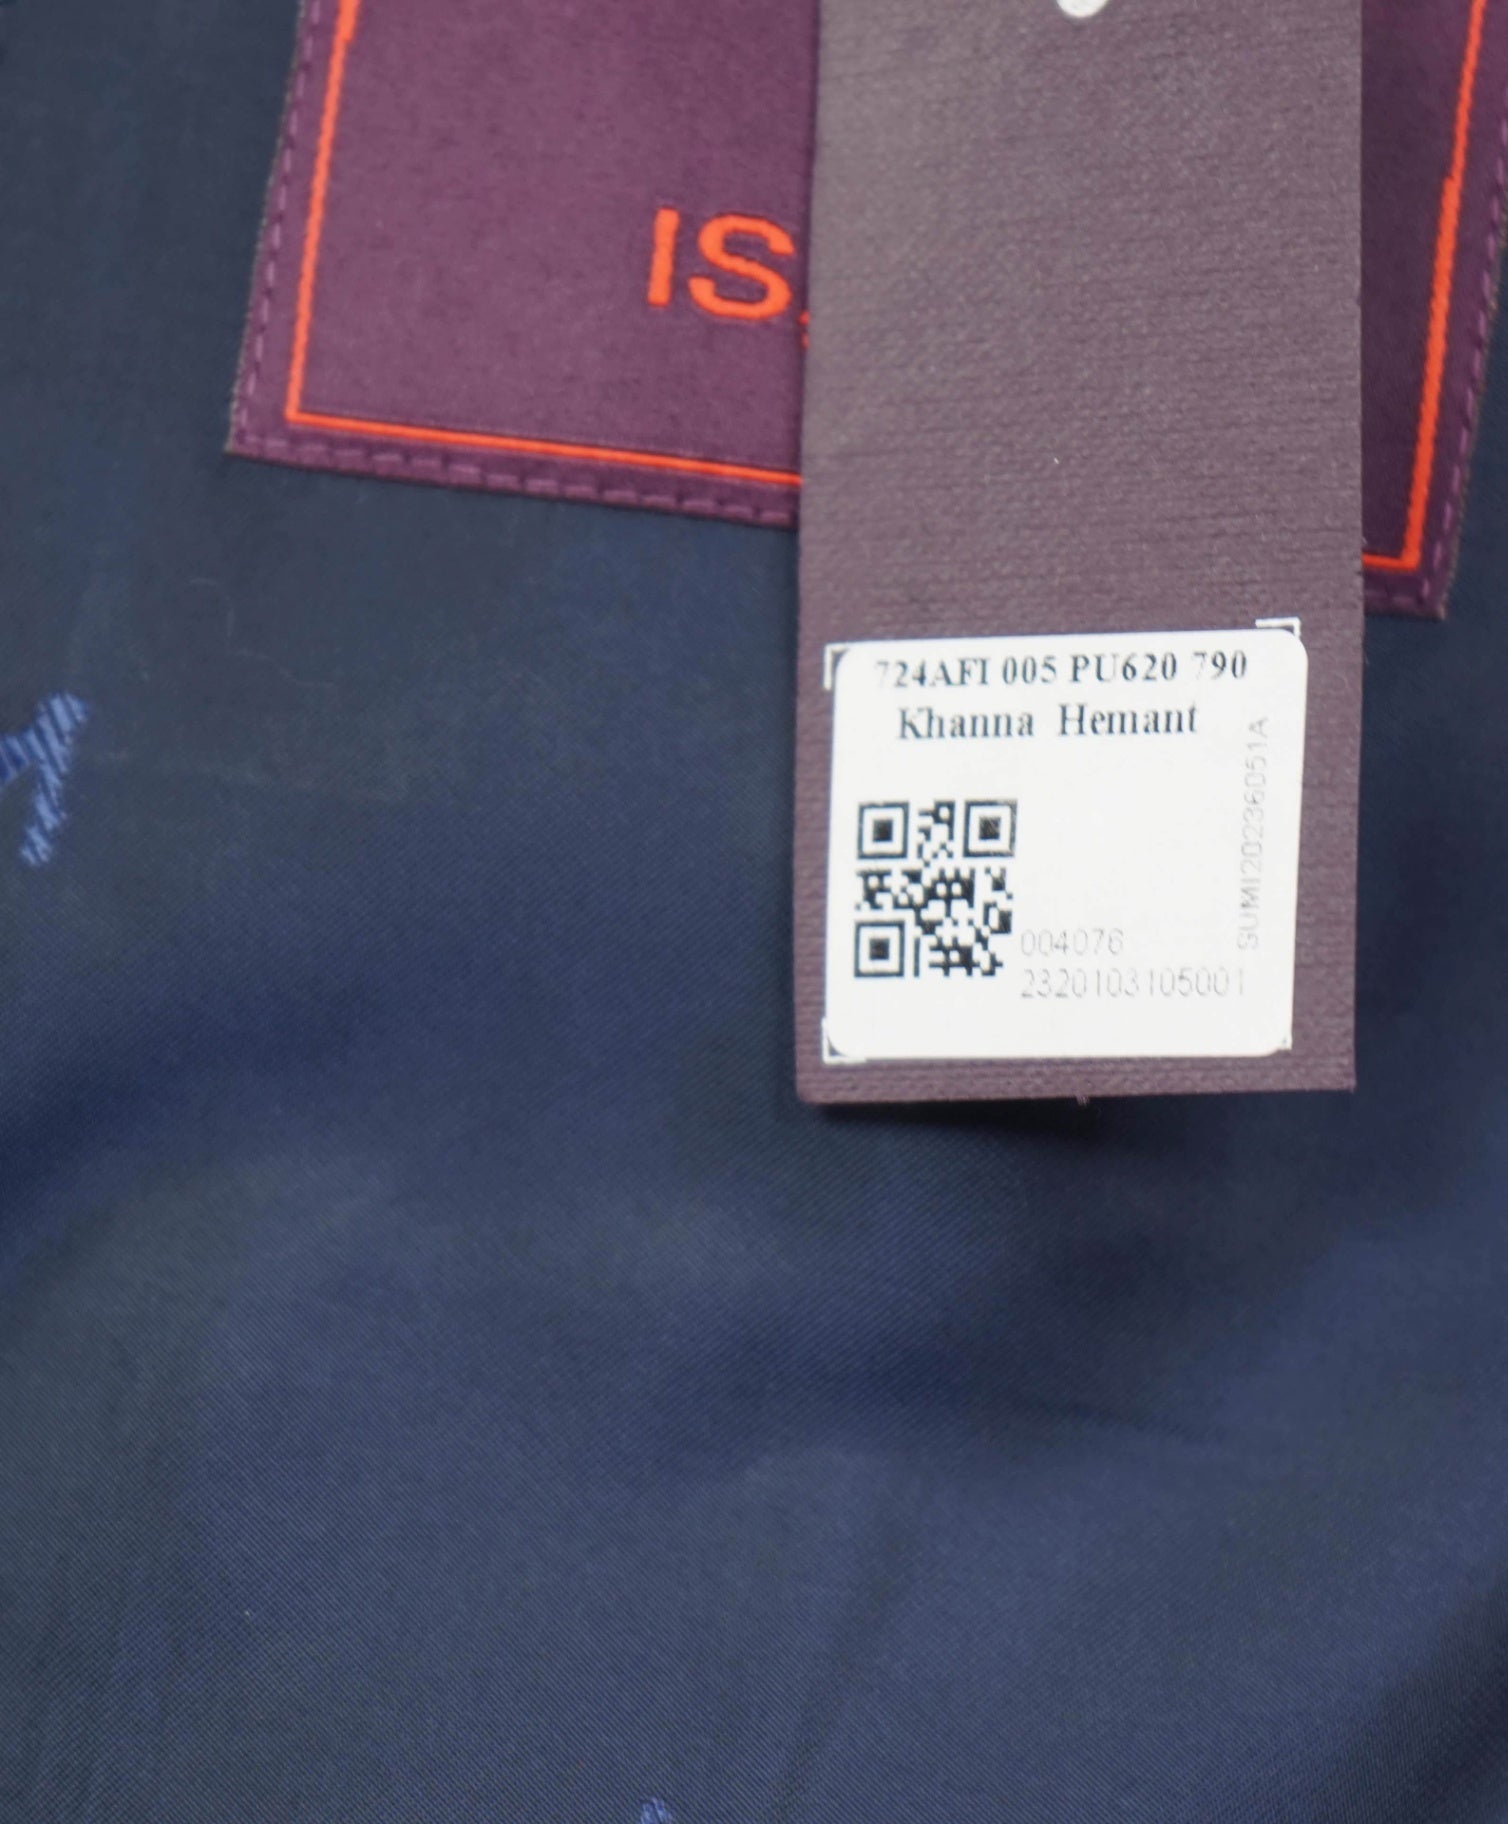 IS
724AFI 005 PU620 790
Khanna Hemant
SUMI20236051A
004076
2320103105001